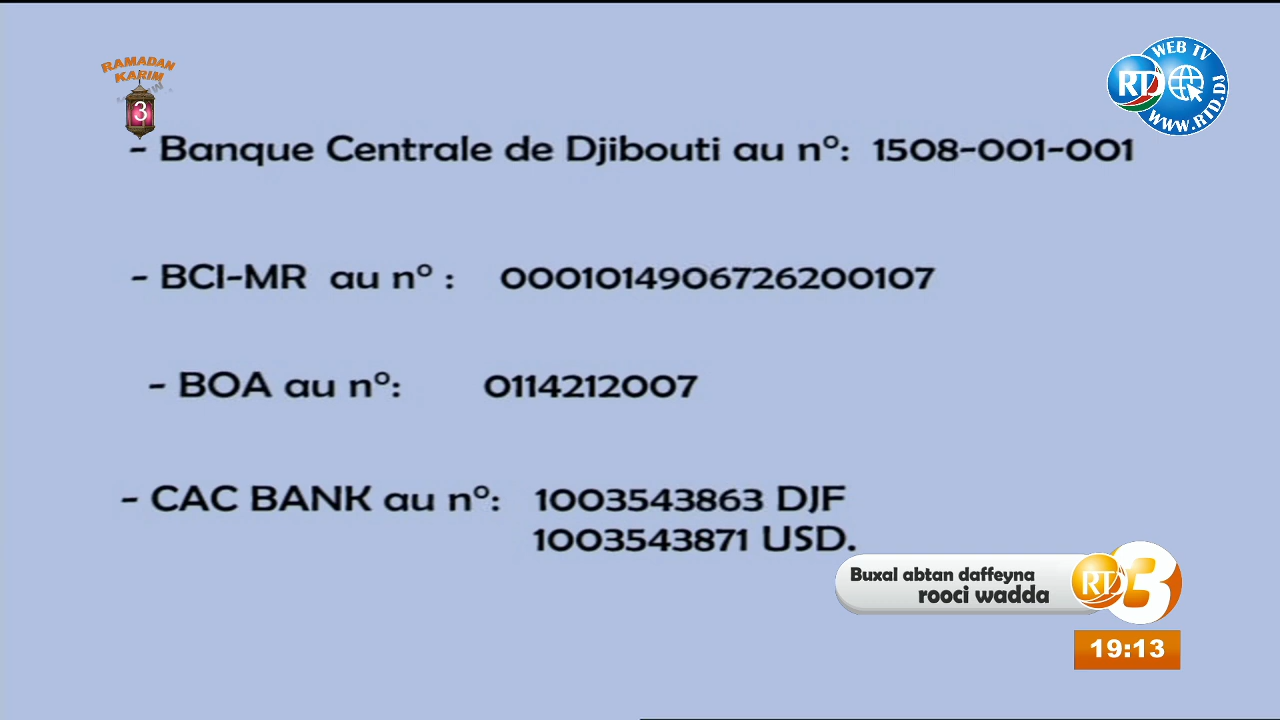 RAMADAN
KARIM
3
WEB TV
RTD
WWW.RTD.DJ
- Banque Centrale de Djibouti au n°: 1508-001-001
- BCI-MR au n° : 0001014906726200107
- BOA au n°: 0114212007
- CAC BANK au n°: 1003543863 DJF
1003543871 USD.
Buxal abtan daffeyna
rooci wadda
RTD 3
19:13